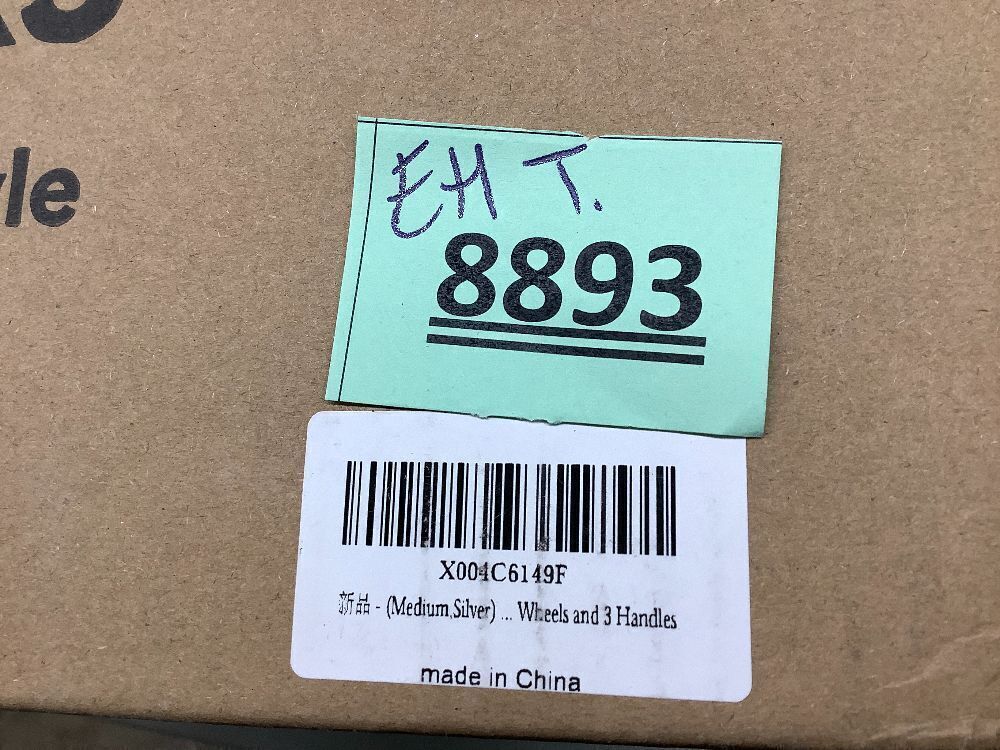 yle
EH T.
8893
X004C6149F
新品 - (Medium,Silver) ... Wheels and 3 Handles
made in China